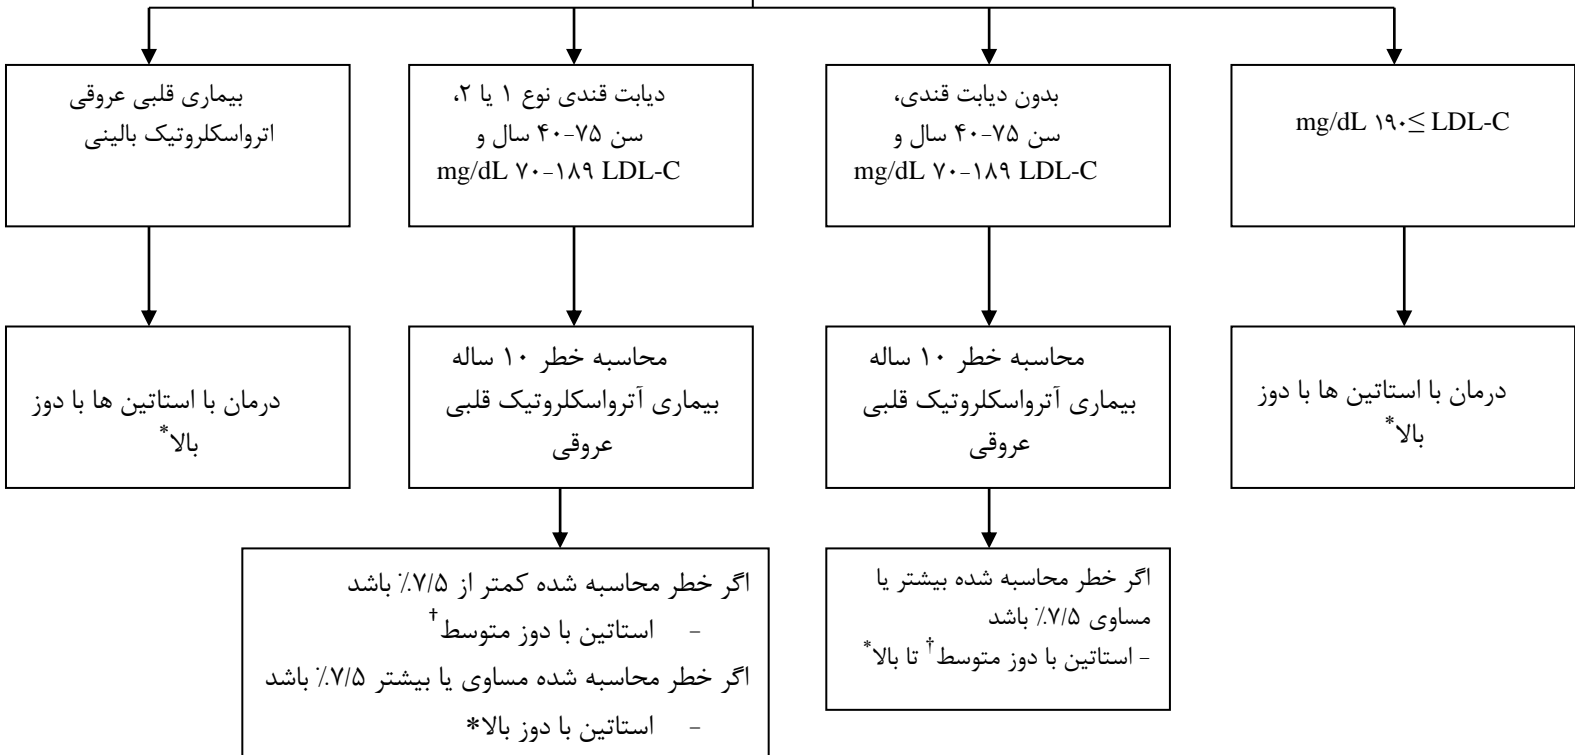 بیماری قلبی عروقی
اترواسکلروتیک بالینی
دیابت قندی نوع ۱ یا ۲،
سن ۷۵-۴۰ سال و
mg/dL ۷۰-۱۸۹ LDL-C
بدون دیابت قندی،
سن ۷۵-۴۰ سال و
mg/dL ۷۰-۱۸۹ LDL-C
mg/dL ۱۹۰≤ LDL-C
درمان با استاتین ها با دوز
بالا*
محاسبه خطر ۱۰ ساله
بیماری آترواسکلروتیک قلبی
عروقی
محاسبه خطر ۱۰ ساله
بیماری آترواسکلروتیک قلبی
عروقی
درمان با استاتین ها با دوز
بالا*
اگر خطر محاسبه شده کمتر از ۷/۵٪ باشد
- استاتین با دوز متوسط†
اگر خطر محاسبه شده مساوی یا بیشتر ۷/۵٪ باشد
- استاتین با دوز بالا*
اگر خطر محاسبه شده بیشتر یا
مساوی ۷/۵٪ باشد
- استاتین با دوز متوسط† تا بالا*